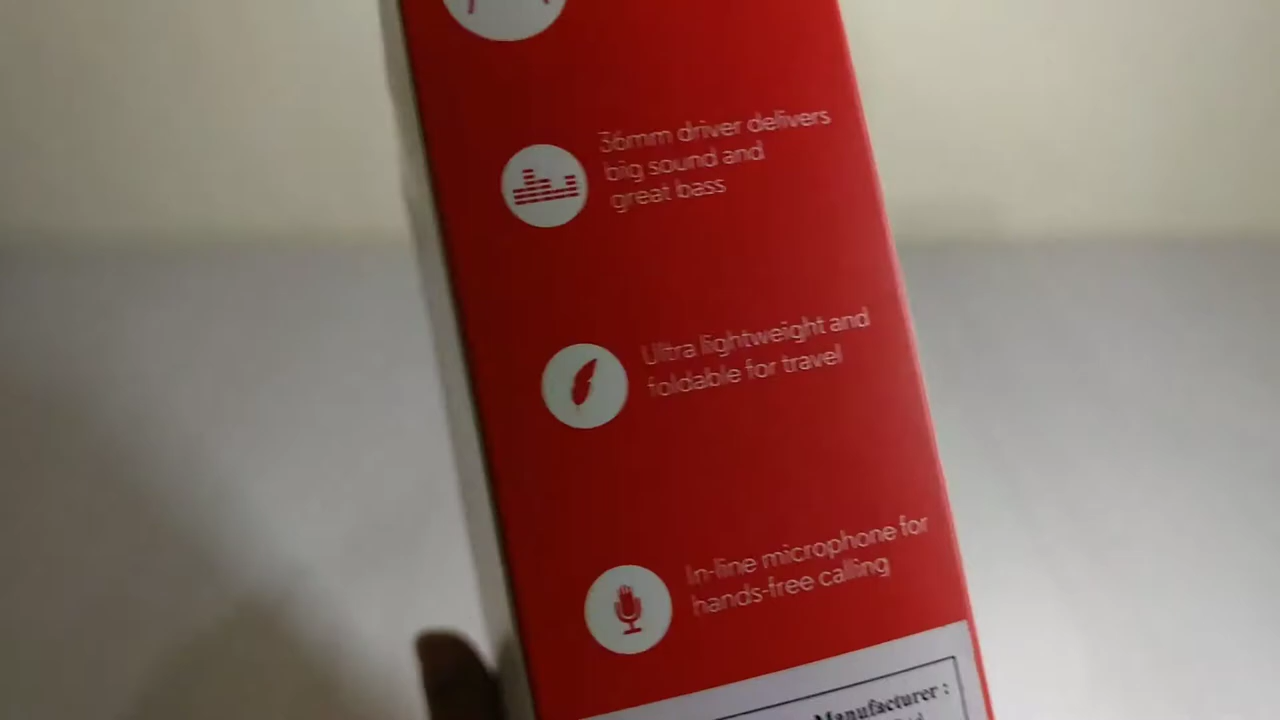 36mm driver delivers
big sound and
great bass
Ultra lightweight and
foldable for travel
In-line microphone for
hands-free calling
Manufacturer :